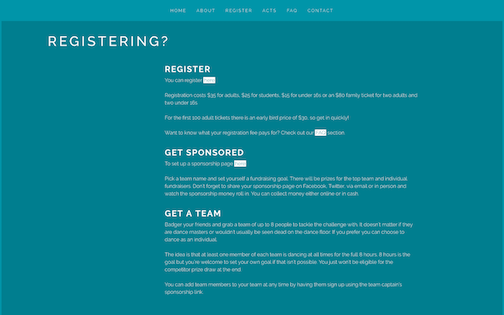 HOME ABOUT REGISTER ACTS FAQ CONTACT
REGISTERING?
REGISTER
You can register
Registration costs $35 for adults, $25 for students, $15 for under 16s or an $80 family ticket for two adults and
two under 16s.
For the first 100 adult tickets there is an early bird price of $30, so get in quickly!
Want to know what your registration fee pays for? Check out our FAQ section.
GET SPONSORED
To set up a sponsorship page
Pick a team name and set yourself a fundraising goal. There will be prizes for the top team and individual
fundraisers. Don't forget to share your sponsorship page on Facebook, Twitter, via email or in person and
watch the sponsorship money roll in. You can collect money either online or in cash.
GET A TEAM
Badger your friends and grab a team of up to 8 people to tackle the challenge with. It doesn't matter if they
are dance masters or wouldn't usually be seen dead on the dance floor. If you prefer you can choose to
dance as an individual.
The idea is that at least one member of each team is dancing at all times for the full 8 hours. 8 hours is the
goal but you're welcome to set your own goal if that isn't possible. You just won't be eligible for the
competitor prize draw at the end.
You can add team members to your team at any time by having them sign up using the team captain's
sponsorship link.